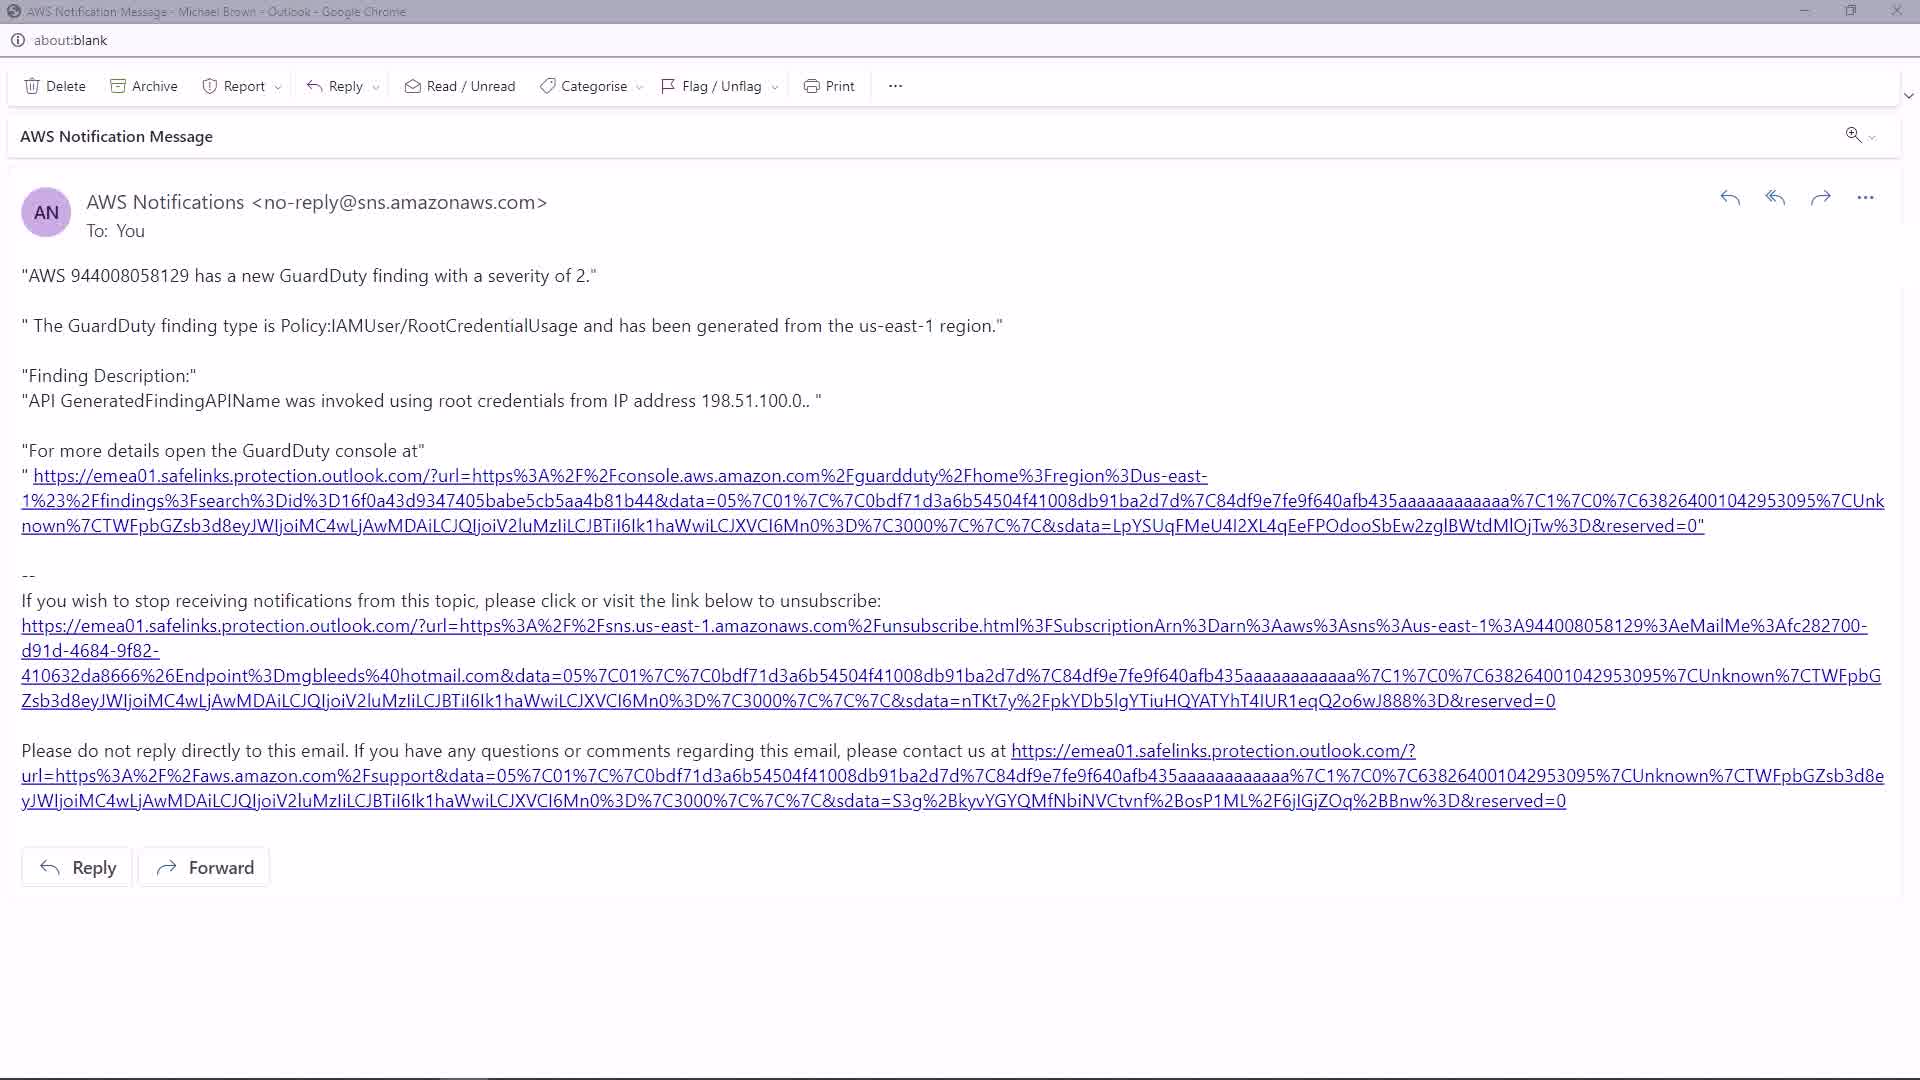 AWS Notification Message - Michael Brown - Outlook - Google Chrome
about:blank
Delete Archive Report Reply Read / Unread Categorise Flag / Unflag Print ...
AWS Notification Message
AN
AWS Notifications <no-reply@sns.amazonaws.com>
To: You
"AWS 944008058129 has a new GuardDuty finding with a severity of 2."
" The GuardDuty finding type is Policy:IAMUser/RootCredentialUsage and has been generated from the us-east-1 region."
"Finding Description:"
"API GeneratedFindingAPIName was invoked using root credentials from IP address 198.51.100.0.. "
"For more details open the GuardDuty console at"
" https://emea01.safelinks.protection.outlook.com/?url=https%3A%2F%2Fconsole.aws.amazon.com%2Fguardduty%2Fhome%3Fregion%3Dus-east-
1%23%2Ffindings%3Fsearch%3Did%3D16f0a43d9347405babe5cb5aa4b81b44&data=05%7C01%7C%7C0bdf71d3a6b54504f41008db91ba2d7d%7C84df9e7fe9f640afb435aaaaaaaaaaaa%7C1%7C0%7C638264001042953095%7CUnk
nown%7CTWFpbGZsb3d8eyJWIjoiMC4wLjAwMDAiLCJQIjoiV2luMzIiLCJBTiI6Ik1haWwiLCJXVCI6Mn0%3D%7C3000%7C%7C%7C&sdata=LpYSUqFMeU4I2XL4qEeFPOdooSbEw2zglBWtdMlOjTw%3D&reserved=0"
--
If you wish to stop receiving notifications from this topic, please click or visit the link below to unsubscribe:
https://emea01.safelinks.protection.outlook.com/?url=https%3A%2F%2Fsns.us-east-1.amazonaws.com%2Funsubscribe.html%3FSubscriptionArn%3Darn%3Aaws%3Asns%3Aus-east-1%3A944008058129%3AeMailMe%3Afc282700-
d91d-4684-9f82-
410632da8666%26Endpoint%3Dmgbleeds%40hotmail.com&data=05%7C01%7C%7C0bdf71d3a6b54504f41008db91ba2d7d%7C84df9e7fe9f640afb435aaaaaaaaaaaa%7C1%7C0%7C638264001042953095%7CUnknown%7CTWFpbG
Zsb3d8eyJWIjoiMC4wLjAwMDAiLCJQIjoiV2luMzIiLCJBTiI6Ik1haWwiLCJXVCI6Mn0%3D%7C3000%7C%7C%7C&sdata=nTKt7y%2FpkYDb5lgYTiuHQYATYhT4IUR1eqQ2o6wJ888%3D&reserved=0
Please do not reply directly to this email. If you have any questions or comments regarding this email, please contact us at https://emea01.safelinks.protection.outlook.com/?
url=https%3A%2F%2Faws.amazon.com%2Fsupport&data=05%7C01%7C%7C0bdf71d3a6b54504f41008db91ba2d7d%7C84df9e7fe9f640afb435aaaaaaaaaaaa%7C1%7C0%7C638264001042953095%7CUnknown%7CTWFpbGZsb3d8e
yJWIjoiMC4wLjAwMDAiLCJQIjoiV2luMzIiLCJBTiI6Ik1haWwiLCJXVCI6Mn0%3D%7C3000%7C%7C%7C&sdata=S3g%2BkyvYGYQMfNbiNVCtvnf%2BosP1ML%2F6jIGjZOq%2BBnw%3D&reserved=0
Reply Forward